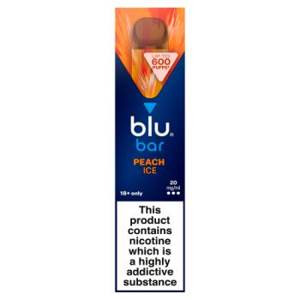 UP TO
600
PUFFS*
blu
bar
PEACH
ICE
18+ only
20
mg/ml
This
product
contains
nicotine
which is
a highly
addictive
substance